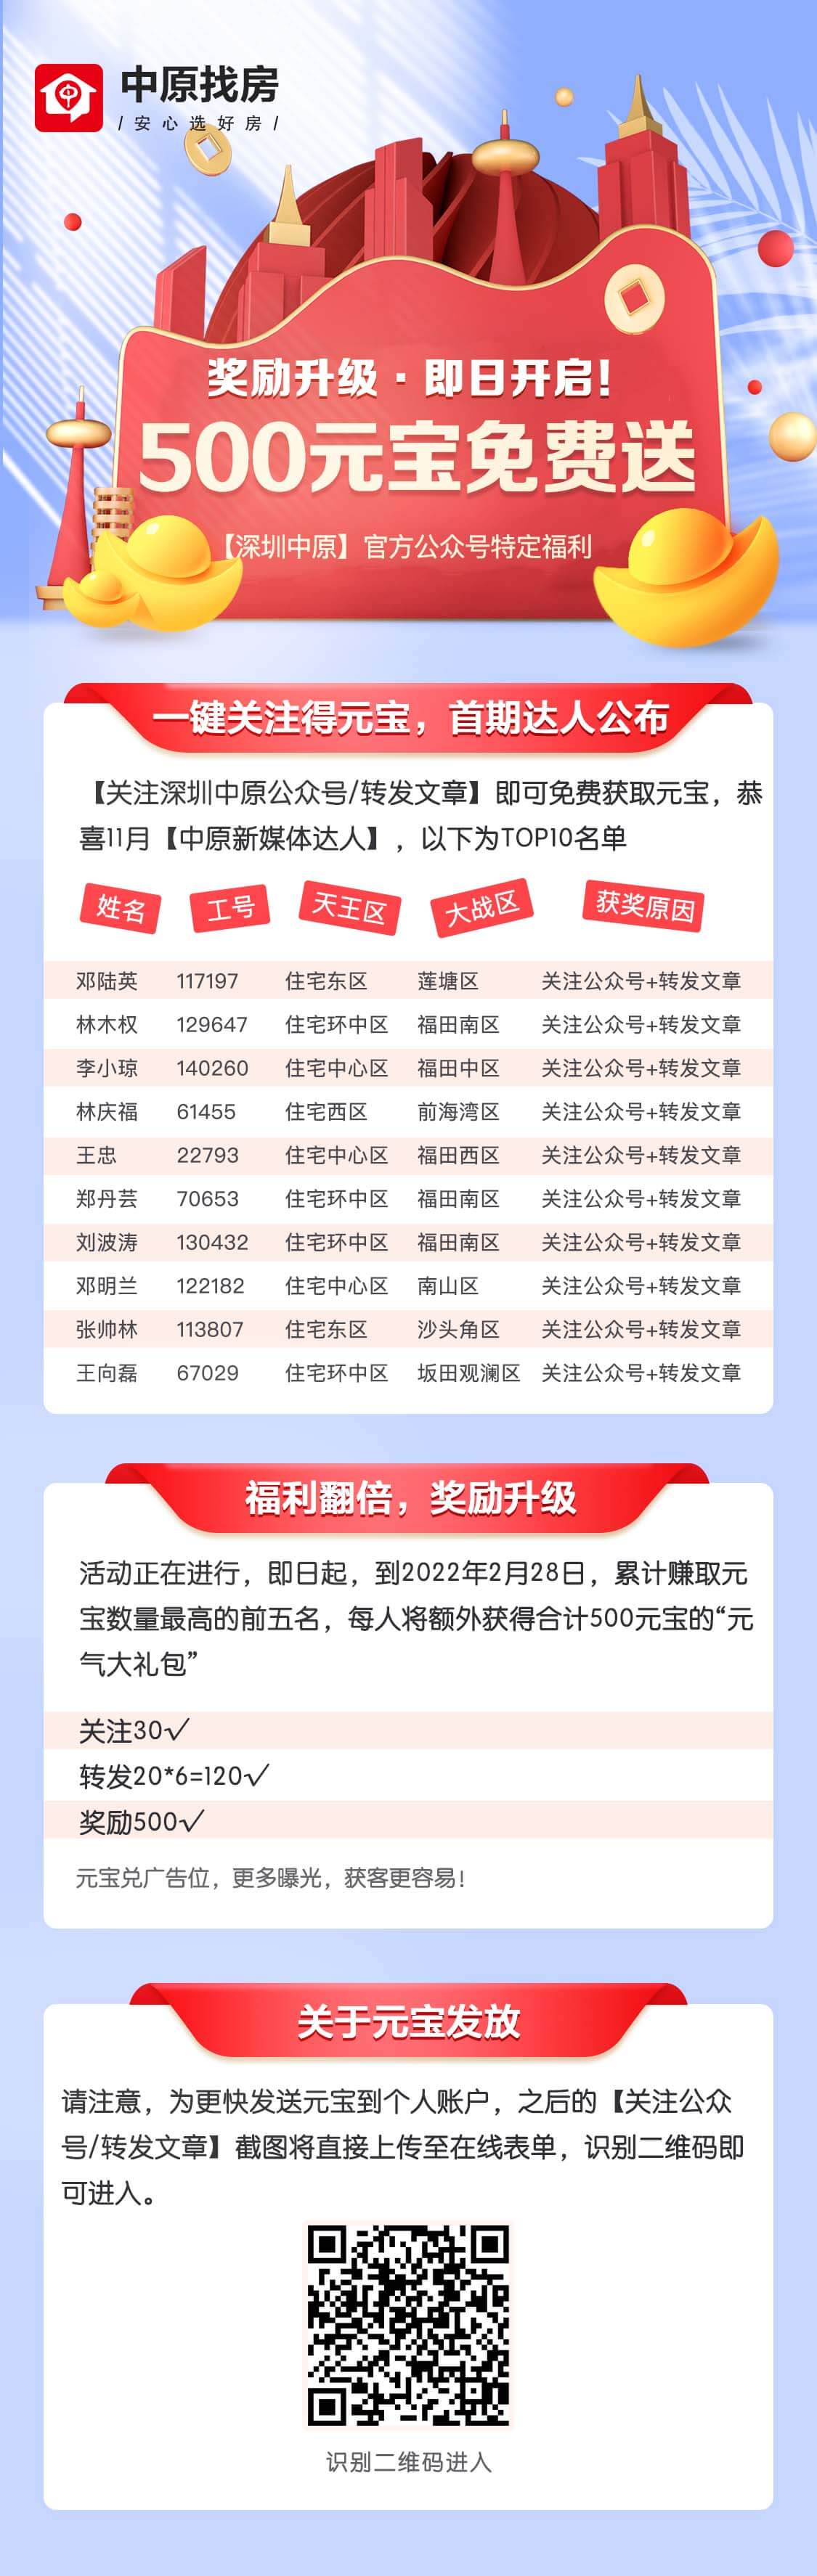 中原找房
/安心选好房/
奖励升级·即日开启!
500元宝免费送
【深圳中原】官方公众号特定福利
一键关注得元宝，首期达人公布
【关注深圳中原公众号/转发文章】即可免费获取元宝，恭
喜11月【中原新媒体达人】，以下为TOP10名单
姓名 工号 天王区 大战区 获奖原因
邓陆英 117197 住宅东区 莲塘区 关注公众号+转发文章
林木权 129647 住宅环中区 福田南区 关注公众号+转发文章
李小琼 140260 住宅中心区 福田中区 关注公众号+转发文章
林庆福 61455 住宅西区 前海湾区 关注公众号+转发文章
王忠 22793 住宅中心区 福田西区 关注公众号+转发文章
郑丹芸 70653 住宅环中区 福田南区 关注公众号+转发文章
刘波涛 130432 住宅环中区 福田南区 关注公众号+转发文章
邓明兰 122182 住宅中心区 南山区 关注公众号+转发文章
张帅林 113807 住宅东区 沙头角区 关注公众号+转发文章
王向磊 67029 住宅环中区 坂田观澜区 关注公众号+转发文章
福利翻倍，奖励升级
活动正在进行，即日起，到2022年2月28日，累计赚取元
宝数量最高的前五名，每人将额外获得合计500元宝的“元
气大礼包”
关注30√
转发20*6=120√
奖励500√
元宝兑广告位，更多曝光，获客更容易！
关于元宝发放
请注意，为更快发送元宝到个人账户，之后的【关注公众
号/转发文章】截图将直接上传至在线表单，识别二维码即
可进入。
识别二维码进入